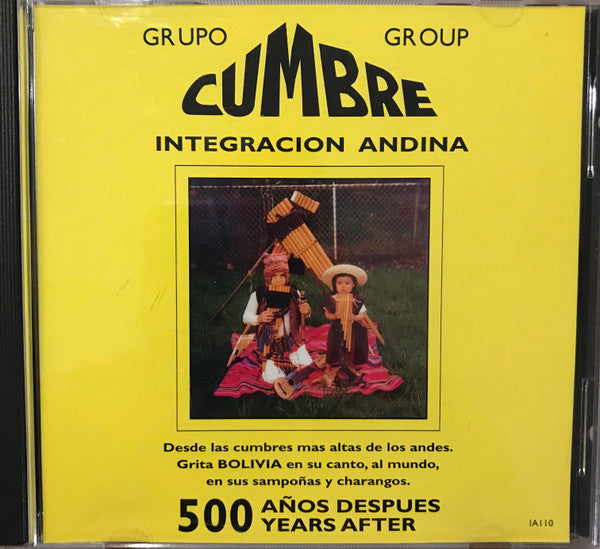 GRUPO GROUP
CUMBRE
INTEGRACION ANDINA
Desde las cumbres mas altas de los andes.
Grita BOLIVIA en su canto, al mundo,
en sus sampoñas y charangos.
500 AÑOS DESPUES
YEARS AFTER
IA110